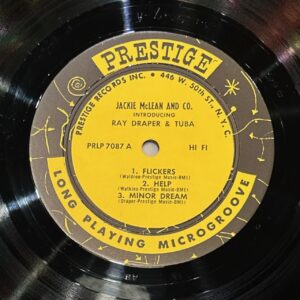 PRESTIGE
PRESTIGE RECORDS INC. • 446 W. 50th ST., N.Y.C.
JACKIE McLEAN AND CO.
INTRODUCING
RAY DRAPER & TUBA
PRLP 7087 A
HI FI
1. FLICKERS
(Waldron-Prestige Music-BMI)
2. HELP
(Watkins-Prestige Music-BMI)
3. MINOR DREAM
(Draper-Prestige Music-BMI)
LONG PLAYING MICROGROOVE